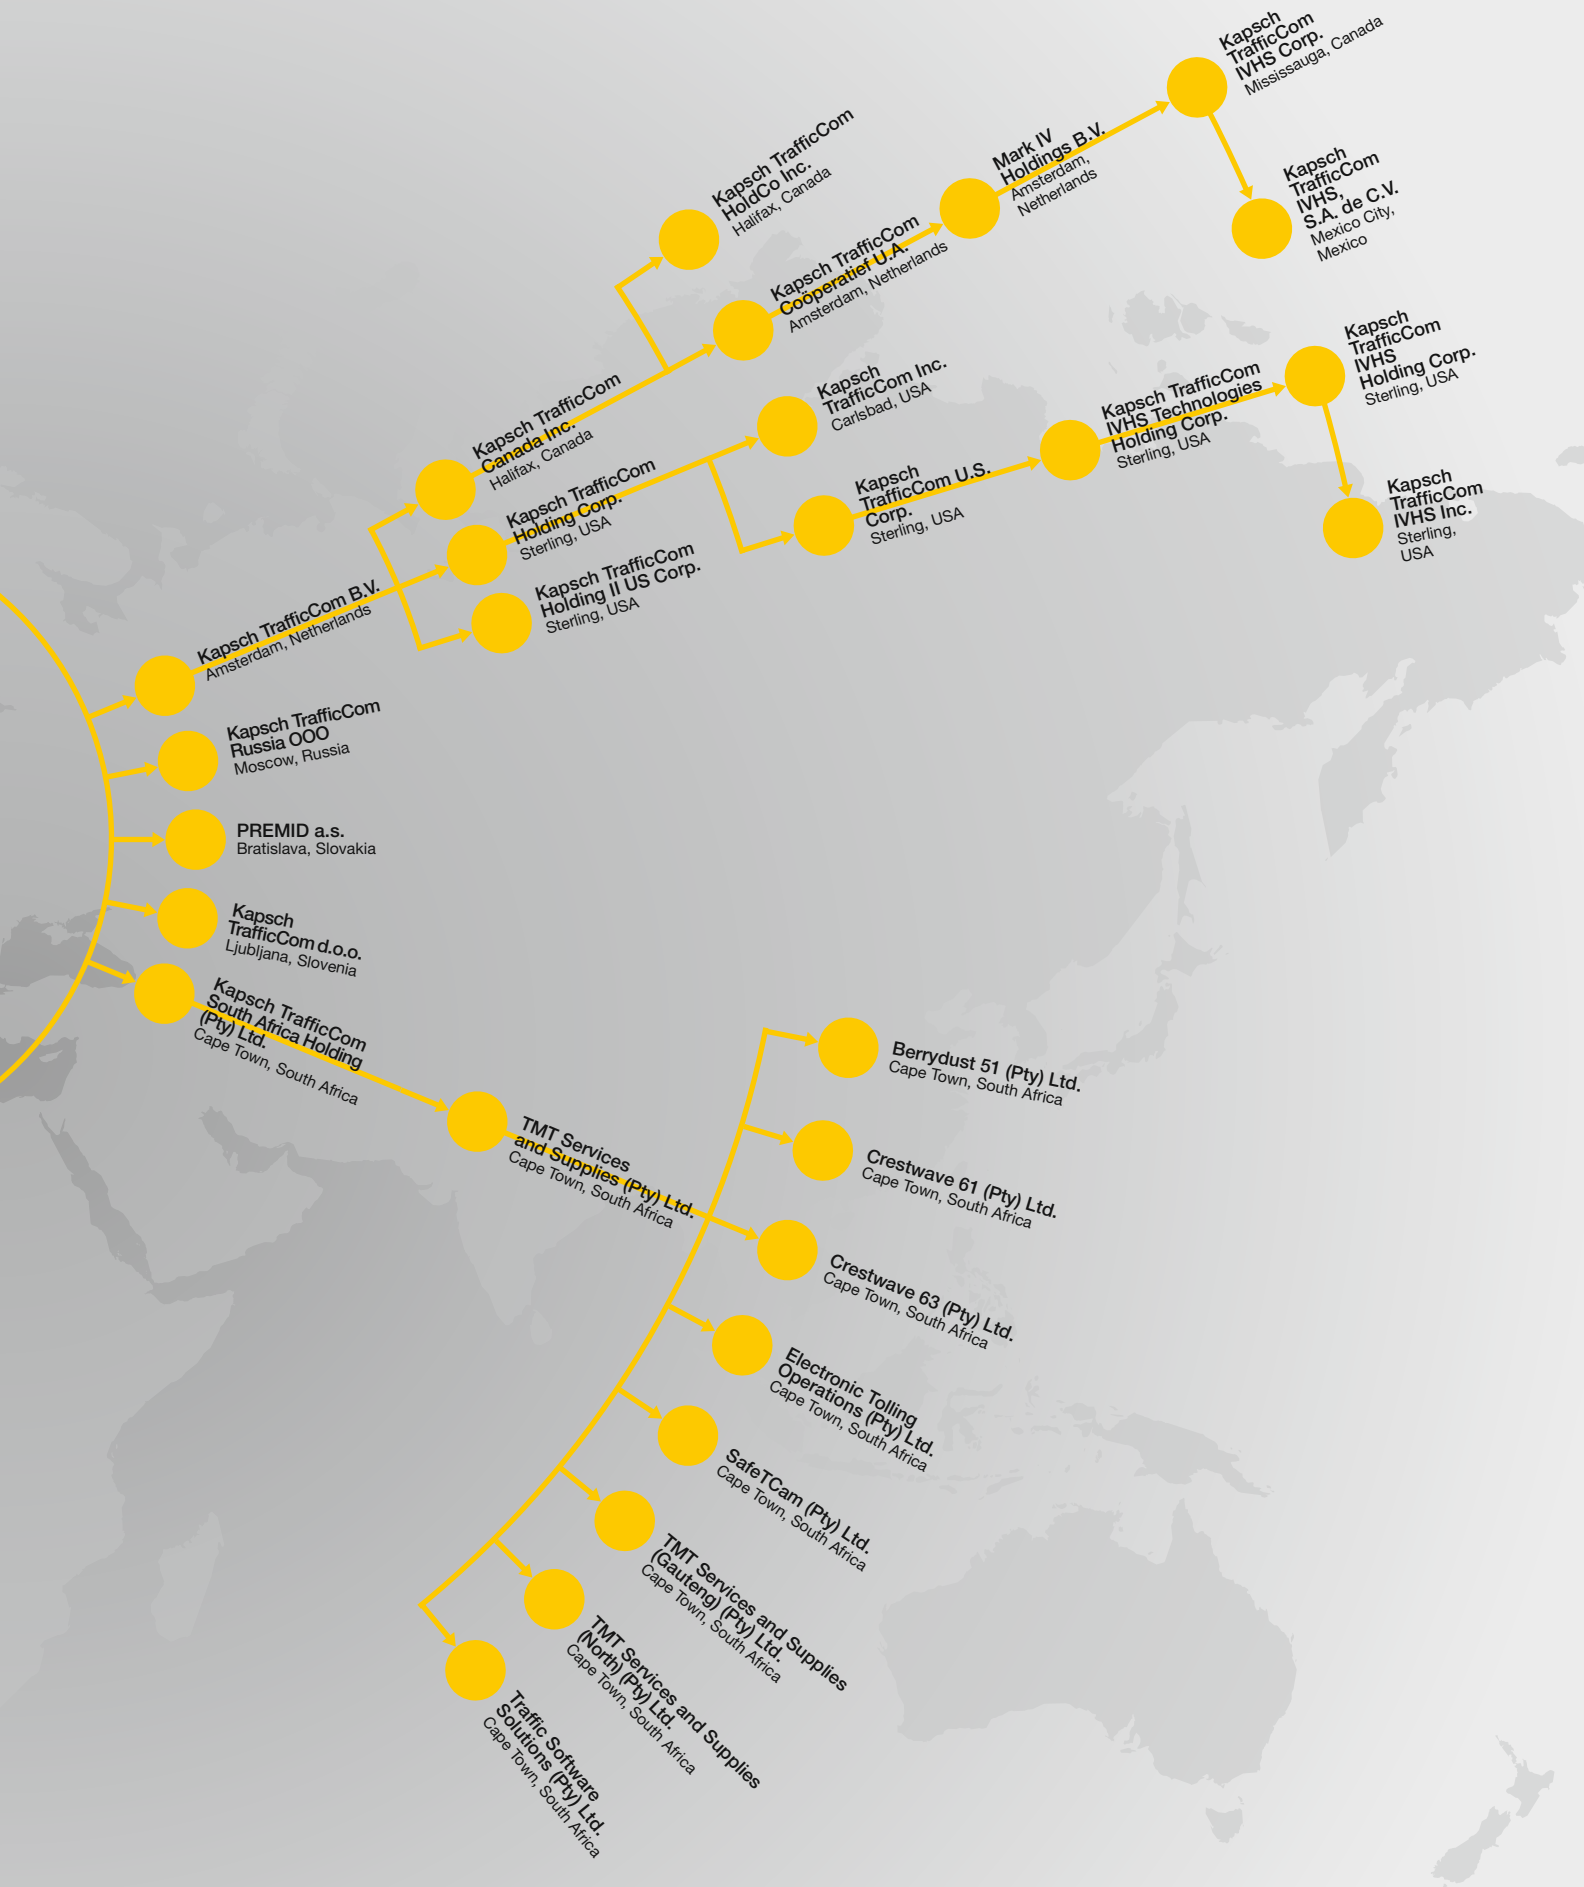 Kapsch
TrafficCom
IVHS Corp.
Mississauga, Canada
Kapsch
TrafficCom
IVHS,
S.A. de C.V.
Mexico City,
Mexico
Mark IV
Holdings B.V.
Amsterdam,
Netherlands
Kapsch TrafficCom
HoldCo Inc.
Halifax, Canada
Kapsch TrafficCom
Coöperatief U.A.
Amsterdam, Netherlands
Kapsch TrafficCom
Canada Inc.
Halifax, Canada
Kapsch
TrafficCom Inc.
Carlsbad, USA
Kapsch TrafficCom
IVHS Technologies
Holding Corp.
Sterling, USA
Kapsch
TrafficCom
IVHS
Holding Corp.
Sterling, USA
Kapsch
TrafficCom
IVHS Inc.
Sterling,
USA
Kapsch TrafficCom
Holding Corp.
Sterling, USA
Kapsch
TrafficCom U.S.
Corp.
Sterling, USA
Kapsch TrafficCom
Holding II US Corp.
Sterling, USA
Kapsch TrafficCom B.V.
Amsterdam, Netherlands
Kapsch TrafficCom
Russia OOO
Moscow, Russia
PREMID a.s.
Bratislava, Slovakia
Kapsch
TrafficCom d.o.o.
Ljubljana, Slovenia
Kapsch TrafficCom
South Africa Holding
(Pty) Ltd.
Cape Town, South Africa
TMT Services
and Supplies (Pty) Ltd.
Cape Town, South Africa
Berrydust 51 (Pty) Ltd.
Cape Town, South Africa
Crestwave 61 (Pty) Ltd.
Cape Town, South Africa
Crestwave 63 (Pty) Ltd.
Cape Town, South Africa
Electronic Tolling
Operations (Pty) Ltd.
Cape Town, South Africa
SafeTCam (Pty) Ltd.
Cape Town, South Africa
TMT Services and Supplies
(Gauteng) (Pty) Ltd.
Cape Town, South Africa
TMT Services and Supplies
(North) (Pty) Ltd.
Cape Town, South Africa
Traffic Software
Solutions (Pty) Ltd.
Cape Town, South Africa